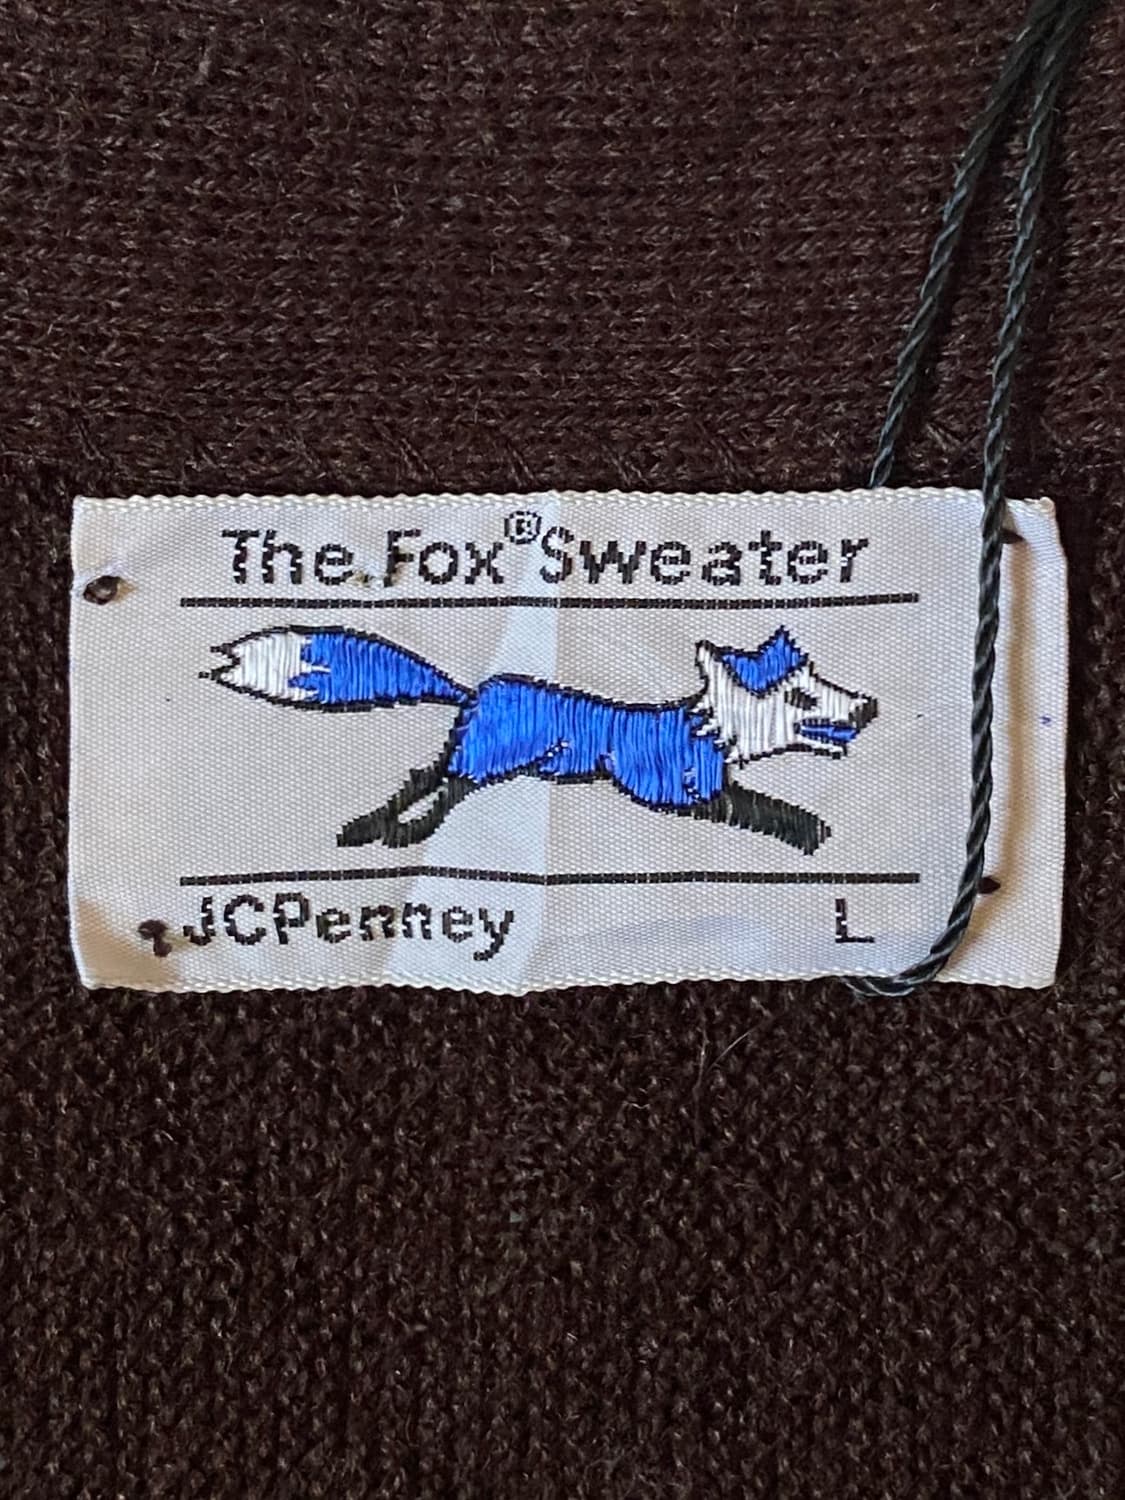 The Fox® Sweater
JCPenney L